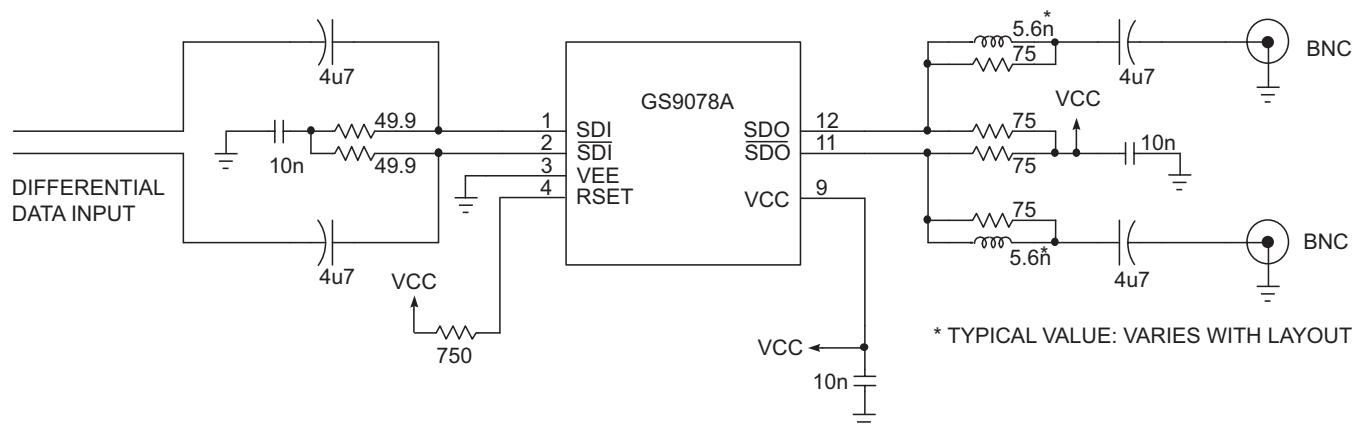 5.6n*
75
4u7
BNC
4u7
GS9078A
VCC
49.9
1 SDI
SDO 12
75
10n
10n
2 SDI
SDO 11
75
49.9
3 VEE
DIFFERENTIAL
DATA INPUT
4 RSET
VCC 9
75
BNC
5.6n*
4u7
4u7
VCC
* TYPICAL VALUE: VARIES WITH LAYOUT
750
VCC
10n